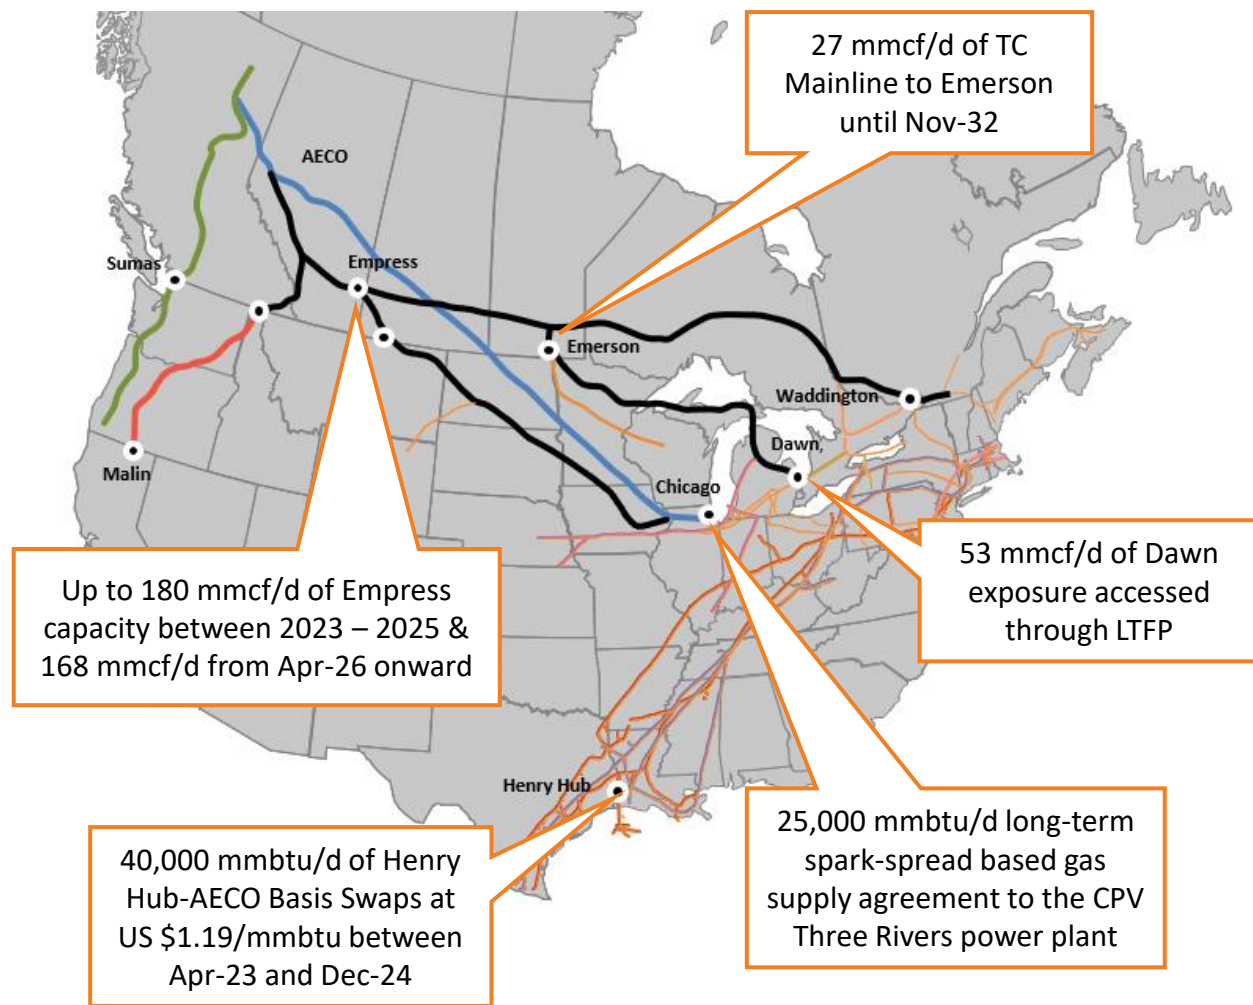 27 mmcf/d of TC
Mainline to Emerson
until Nov-32
AECO
Sumas
Empress
Emerson
Waddington
Malin
Dawn,
Chicago
Up to 180 mmcf/d of Empress
capacity between 2023 – 2025 &
168 mmcf/d from Apr-26 onward
53 mmcf/d of Dawn
exposure accessed
through LTFP
Henry Hub
40,000 mmbtu/d of Henry
Hub-AECO Basis Swaps at
US $1.19/mmbtu between
Apr-23 and Dec-24
25,000 mmbtu/d long-term
spark-spread based gas
supply agreement to the CPV
Three Rivers power plant